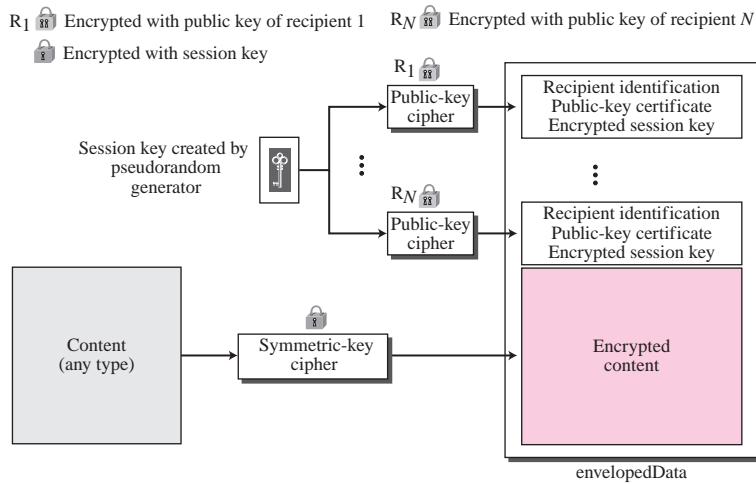 R1 Encrypted with public key of recipient 1
RN Encrypted with public key of recipient N
Encrypted with session key
R1
Public-key
cipher
Recipient identification
Public-key certificate
Encrypted session key
Session key created by
pseudorandom
generator
RN
Public-key
cipher
Recipient identification
Public-key certificate
Encrypted session key
Content
(any type)
Symmetric-key
cipher
Encrypted
content
envelopedData